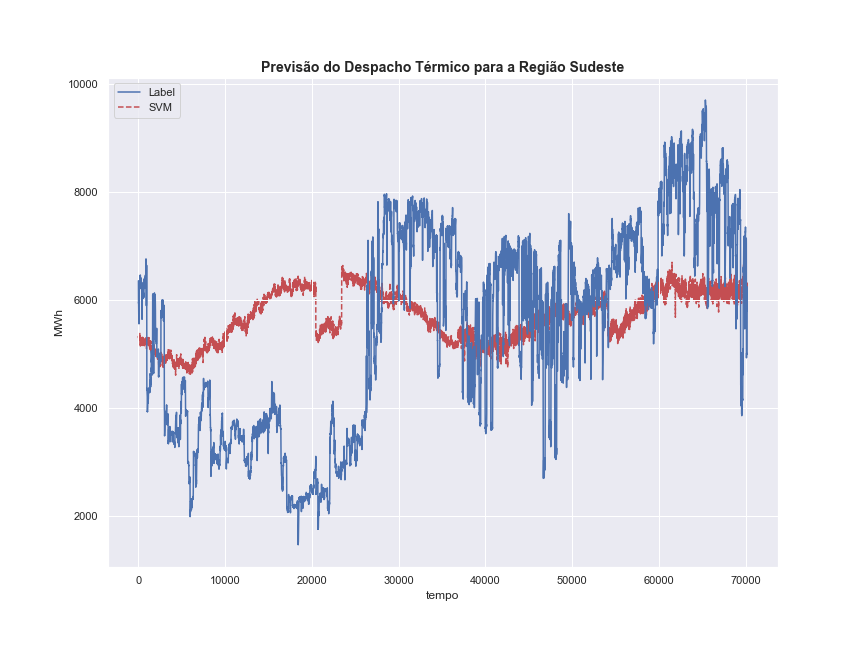 Previsão do Despacho Térmico para a Região Sudeste
Label
SVM
MWh
10000
8000
6000
4000
2000
0 10000 20000 30000 40000 50000 60000 70000
tempo